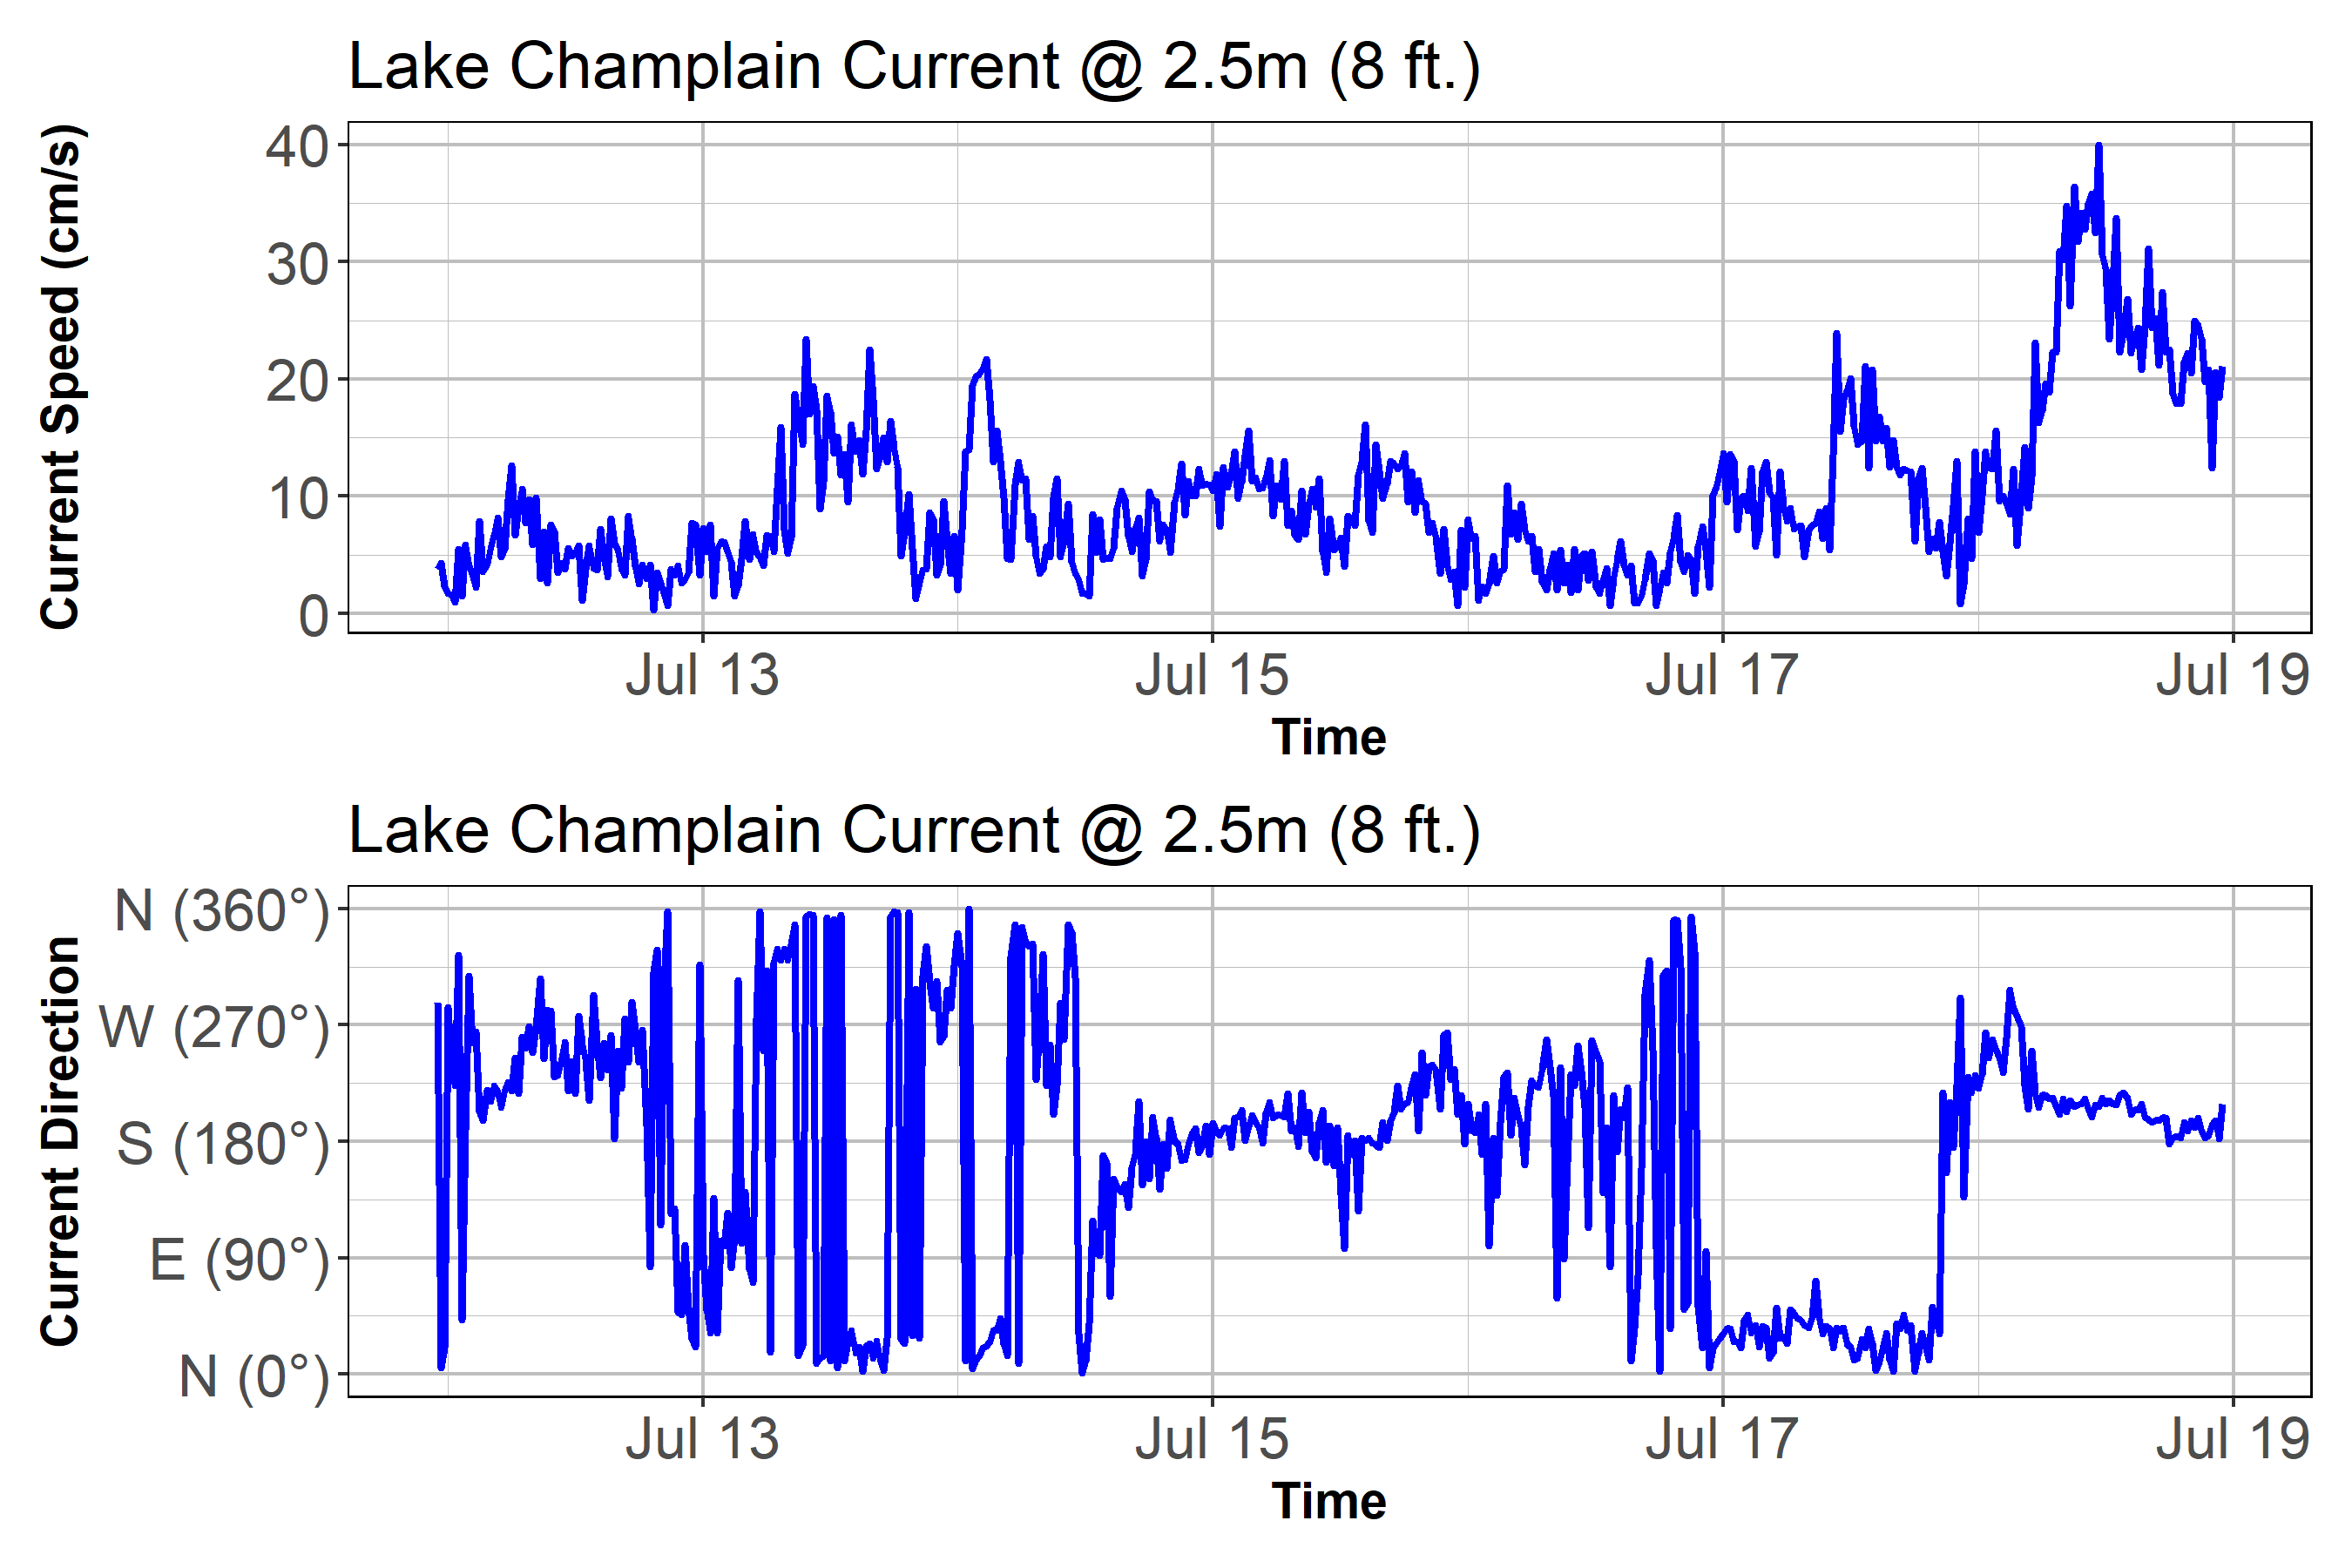 Lake Champlain Current @ 2.5m (8 ft.)
Current Speed (cm/s)
40
30
20
10
0
Jul 13 Jul 15 Jul 17 Jul 19
Time
Lake Champlain Current @ 2.5m (8 ft.)
Current Direction
N (360°)
W (270°)
S (180°)
E (90°)
N (0°)
Jul 13 Jul 15 Jul 17 Jul 19
Time